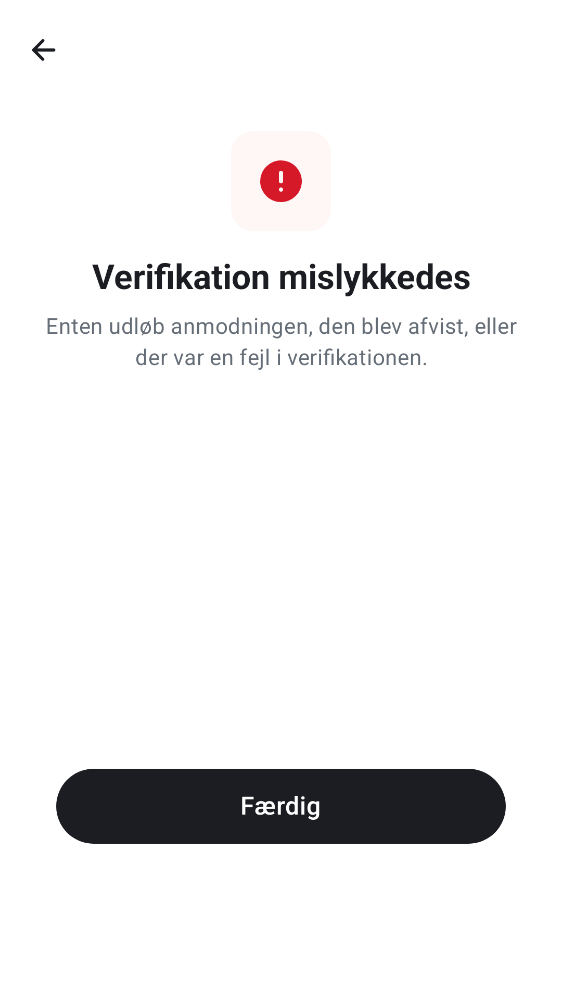 Verifikation mislykkedes
Enten udløb anmodningen, den blev afvist, eller
der var en fejl i verifikationen.
Færdig